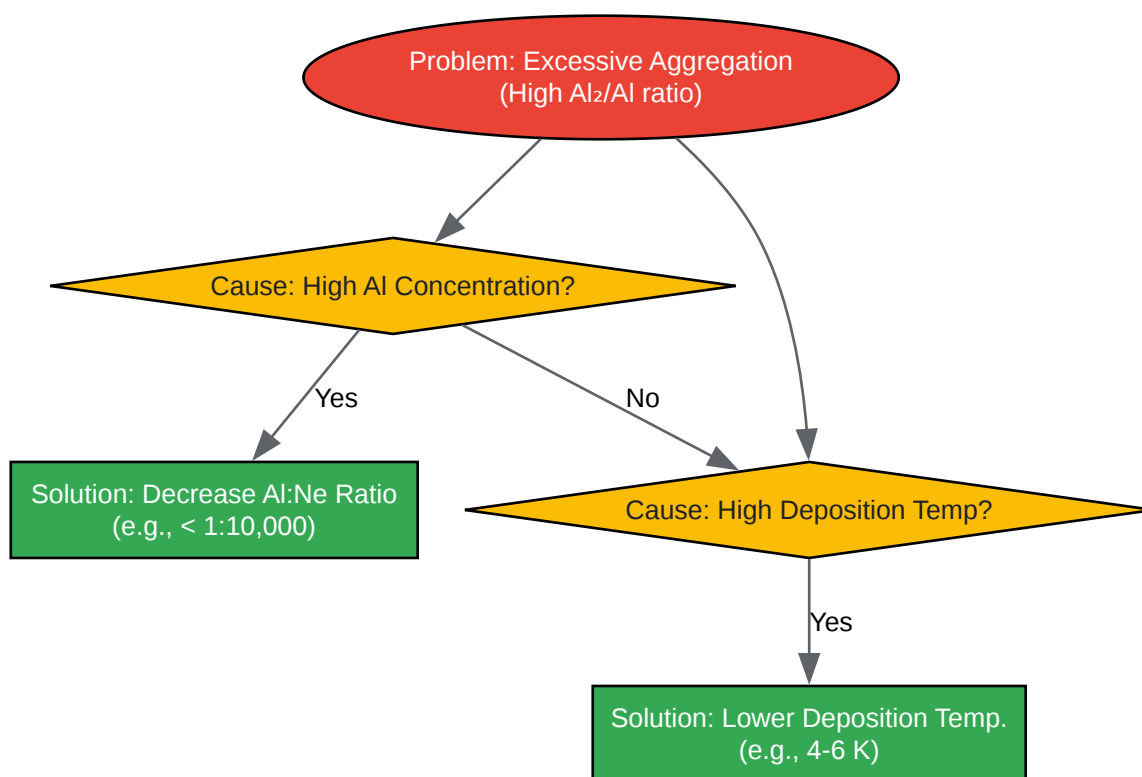 Problem: Excessive Aggregation
(High Al₂/Al ratio)
Cause: High Al Concentration?
Yes
No
Solution: Decrease Al:Ne Ratio
(e.g., < 1:10,000)
Cause: High Deposition Temp?
Yes
Solution: Lower Deposition Temp.
(e.g., 4-6 K)